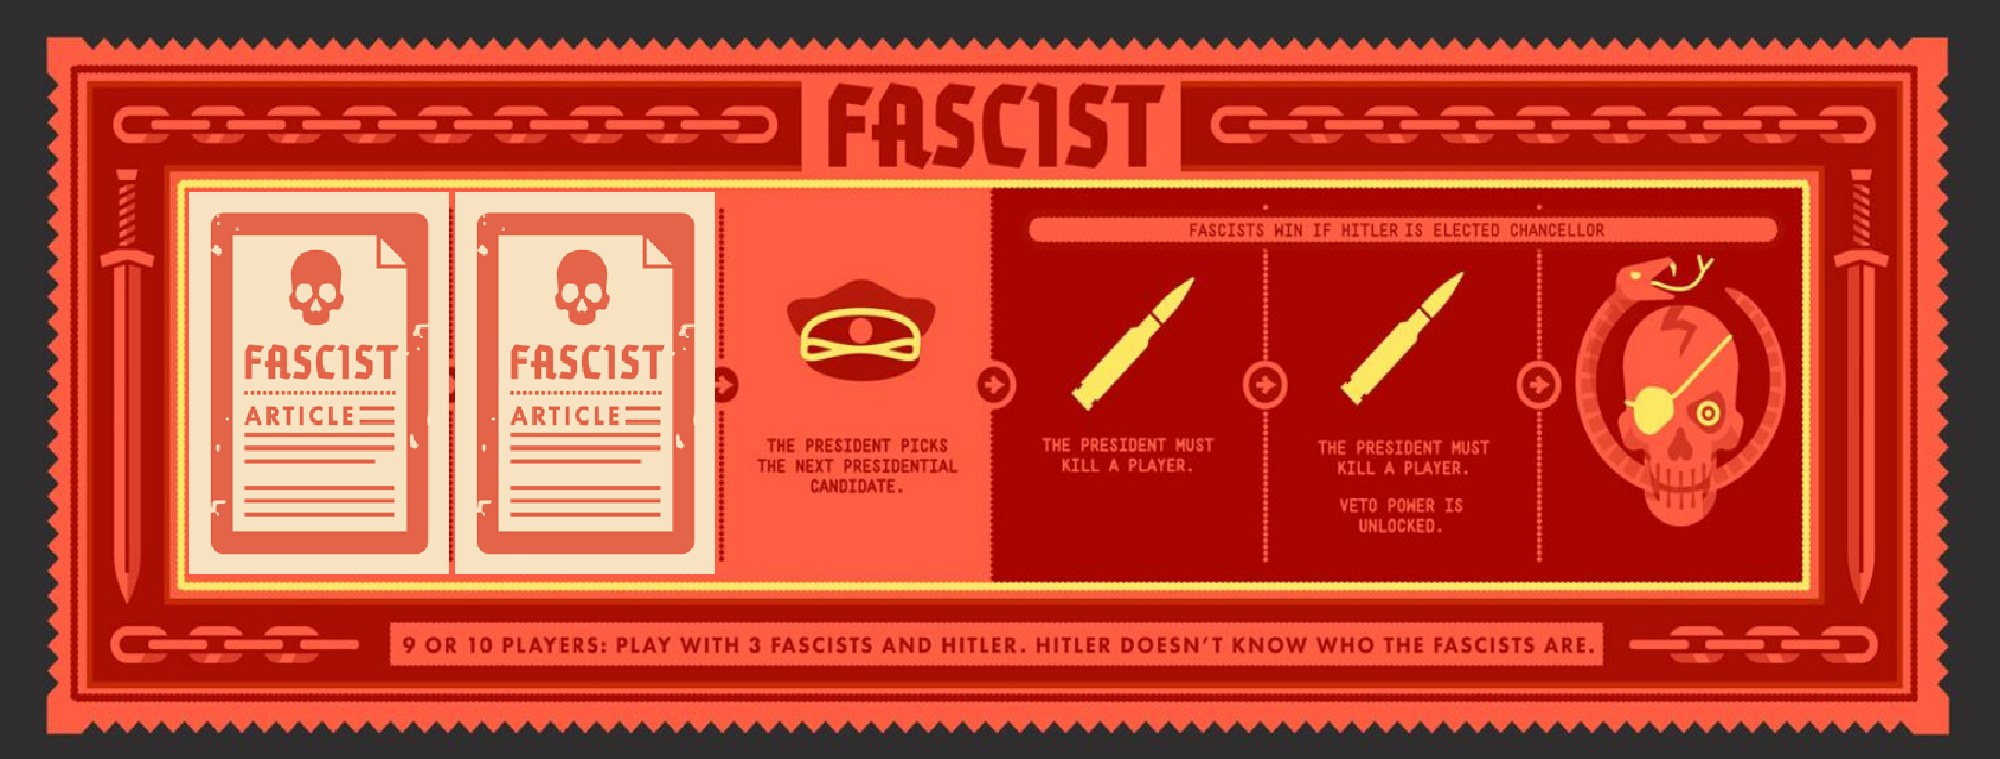 FASCIST
FASCISTS WIN IF HITLER IS ELECTED CHANCELLOR
FASCIST
ARTICLE
FASCIST
ARTICLE
THE PRESIDENT PICKS
THE NEXT PRESIDENTIAL
CANDIDATE.
THE PRESIDENT MUST
KILL A PLAYER.
THE PRESIDENT MUST
KILL A PLAYER.
VETO POWER IS
UNLOCKED.
9 OR 10 PLAYERS: PLAY WITH 3 FASCISTS AND HITLER. HITLER DOESN'T KNOW WHO THE FASCISTS ARE.